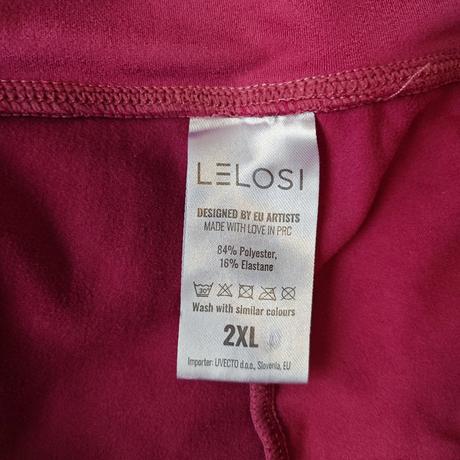 LELOSI
DESIGNED BY EU ARTISTS
MADE WITH LOVE IN PRC
84% Polyester,
16% Elastane
30°
Wash with similar colours
2XL
Importer: UVECTO d.o.o., Slovenia, EU